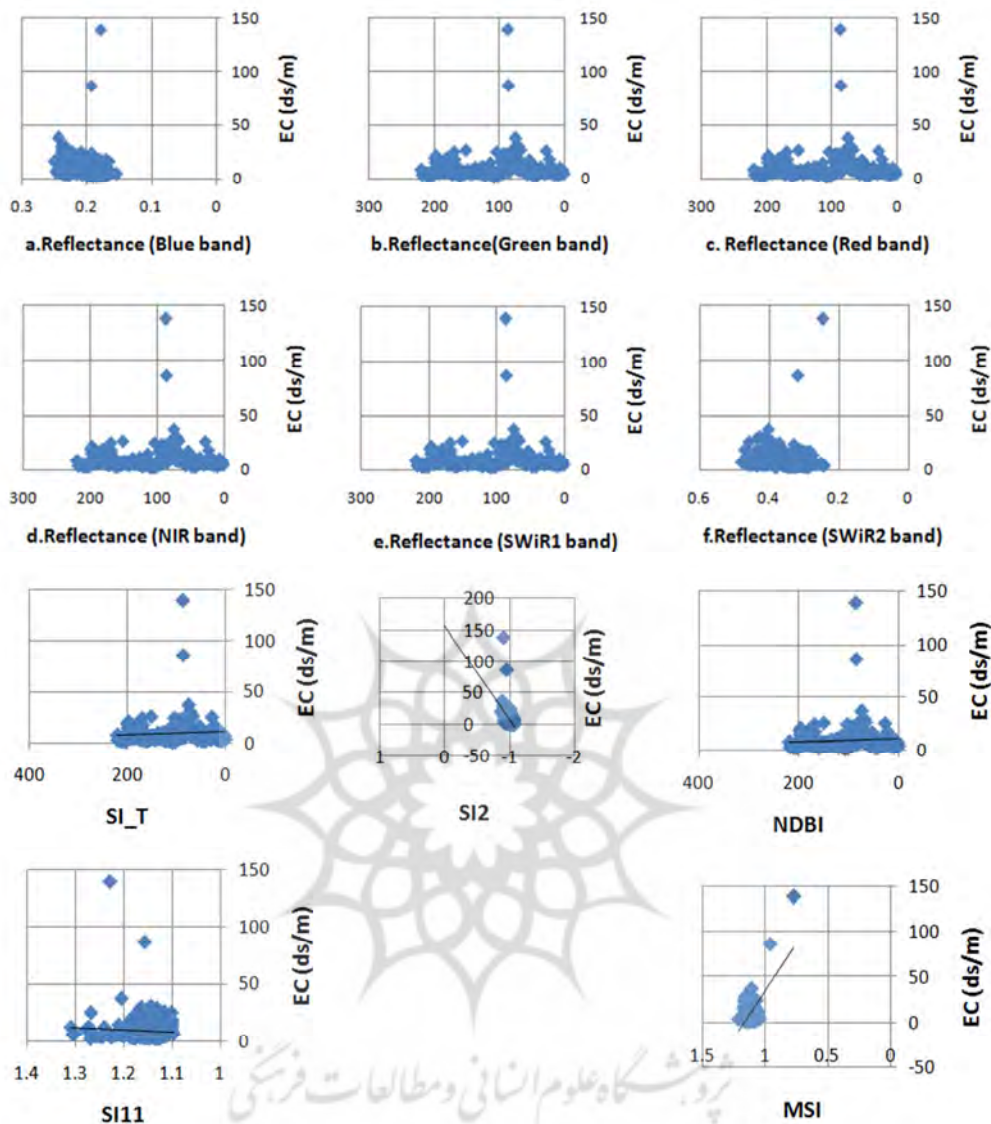 150
100
50
0
EC (ds/m)
0.3 0.2 0.1 0
a.Reflectance (Blue band)
150
100
50
0
EC (ds/m)
300 200 100 0
b.Reflectance(Green band)
150
100
50
0
EC (ds/m)
300 200 100 0
c. Reflectance (Red band)
150
100
50
0
EC (ds/m)
300 200 100 0
d.Reflectance (NIR band)
150
100
50
0
EC (ds/m)
300 200 100 0
e.Reflectance (SWiR1 band)
150
100
50
0
EC (ds/m)
0.6 0.4 0.2 0
f.Reflectance (SWiR2 band)
150
100
50
0
EC (ds/m)
400 200 0
SI_T
200
150
100
50
0
-50
EC (ds/m)
1 0 -1 -2
SI2
150
100
50
0
EC (ds/m)
400 200 0
NDBI
150
100
50
0
EC (ds/m)
1.4 1.3 1.2 1.1 1
SI11
150
100
50
0
-50
EC (ds/m)
1.5 1 0.5 0
MSI
پژوهشگاه علوم انسانی و مطالعات فرهنگی